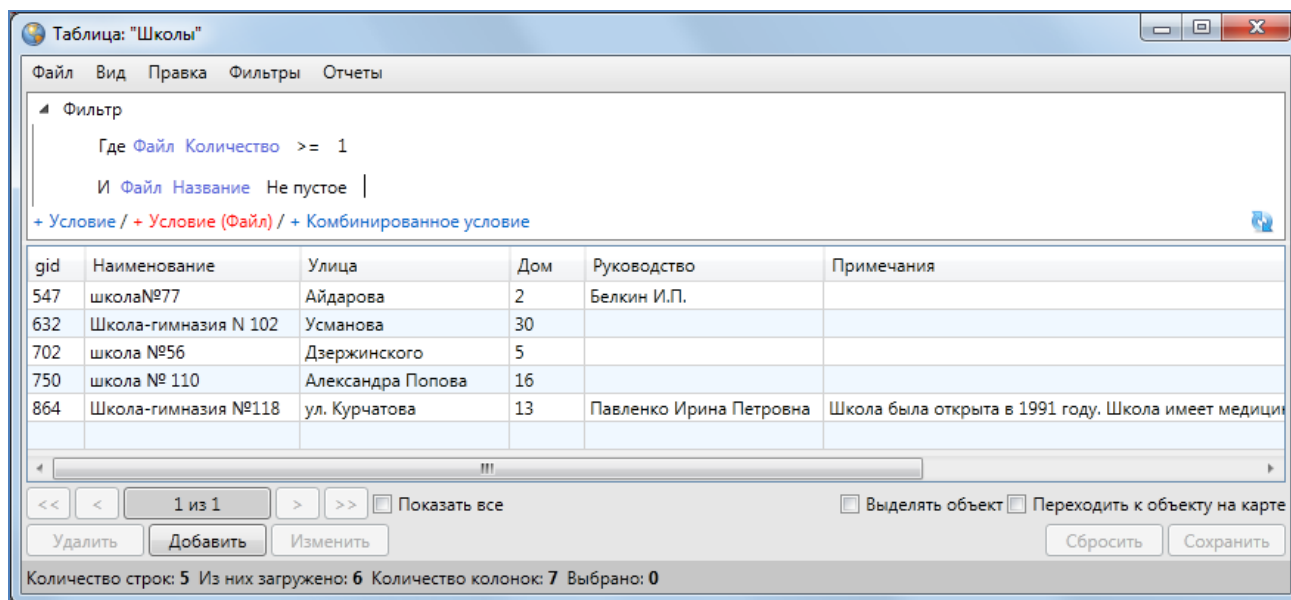 Таблица: "Школы"
Файл Вид Правка Фильтры Отчеты
Фильтр
Где Файл Количество >= 1
И Файл Название Не пустое
+ Условие / + Условие (Файл) / + Комбинированное условие
gid Наименование Улица Дом Руководство Примечания
547 школа№77 Айдарова 2 Белкин И.П.
632 Школа-гимназия N 102 Усманова 30
702 школа №56 Дзержинского 5
750 школа № 110 Александра Попова 16
864 Школа-гимназия №118 ул. Курчатова 13 Павленко Ирина Петровна Школа была открыта в 1991 году. Школа имеет медицин
<< < 1 из 1 > >> Показать все Выделять объект Переходить к объекту на карте
Удалить Добавить Изменить Сбросить Сохранить
Количество строк: 5 Из них загружено: 6 Количество колонок: 7 Выбрано: 0